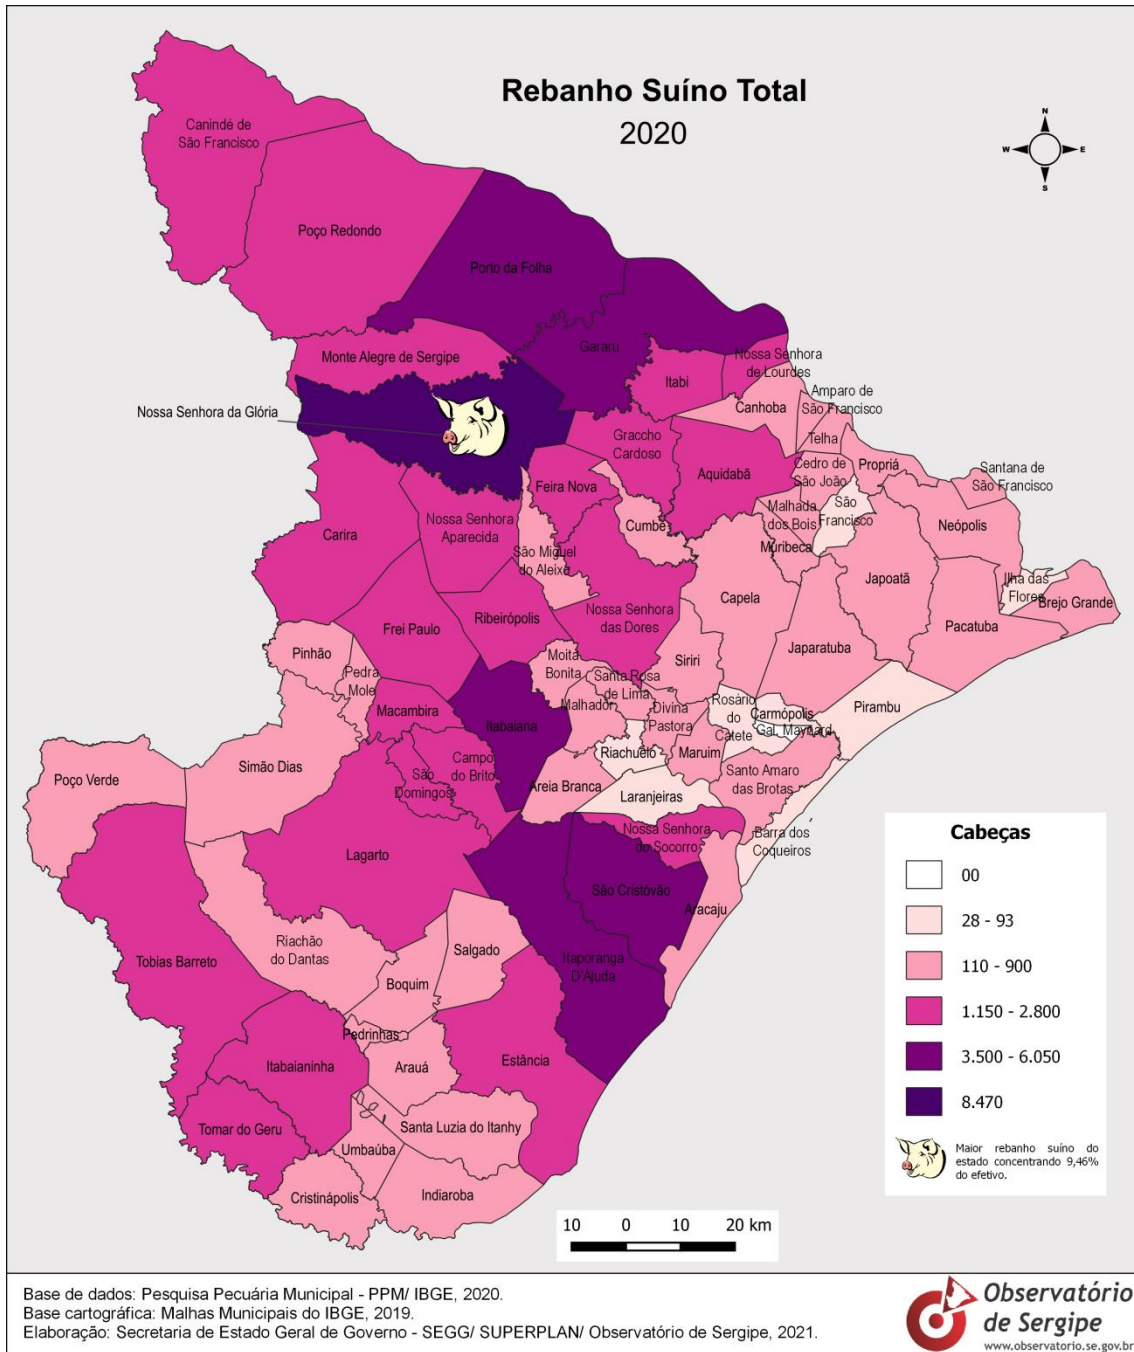 Rebanho Suíno Total
2020
N
W
E
S
Canindé de
São Francisco
Poço Redondo
Porto da Folha
Gararu
Monte Alegre de Sergipe
Nossa Senhora da Glória
Nossa Senhora
de Lourdes
Itabi
Amparo de
São Francisco
Canhoba
Telha
Graccho
Cardoso
Aquidabã
Cedro de
São João
Propriá
Santana de
São Francisco
Feira Nova
São
Francisco
Malhada
dos Bois
Neópolis
Carira
Nossa Senhora
Aparecida
Cumbe
Muribeca
São Miguel
do Aleixo
Japoatã
Ilha das
Flores
Brejo Grande
Capela
Nossa Senhora
das Dores
Ribeirópolis
Frei Paulo
Pacatuba
Japaratuba
Pinhão
Pedra
Mole
Moita
Bonita
Siriri
Santa Rosa
de Lima
Malhador
Divina
Pastora
Rosário
do
Catete
Carmópolis
Gal. Maynard
Pirambu
Macambira
Itabaiana
Riachuelo
Maruim
Simão Dias
Poço Verde
São
Domingos
Campo
do Brito
Areia Branca
Laranjeiras
Santo Amaro
das Brotas
Nossa Senhora
do Socorro
Barra dos
Coqueiros
Lagarto
São Cristóvão
Aracaju
Riachão
do Dantas
Salgado
Itaporanga
D'Ajuda
Tobias Barreto
Boquim
Pedrinhas
Itabaianinha
Arauá
Estância
Tomar do Geru
Santa Luzia do Itanhy
Umbaúba
Cristinápolis
Indiaroba
Cabeças
00
28 - 93
110 - 900
1.150 - 2.800
3.500 - 6.050
8.470
Maior rebanho suíno do
estado concentrando 9,46%
do efetivo.
10 0 10 20 km
Base de dados: Pesquisa Pecuária Municipal - PPM/ IBGE, 2020.
Base cartográfica: Malhas Municipais do IBGE, 2019.
Elaboração: Secretaria de Estado Geral de Governo - SEGG/ SUPERPLAN/ Observatório de Sergipe, 2021.
Observatório
de Sergipe
www.observatorio.se.gov.br